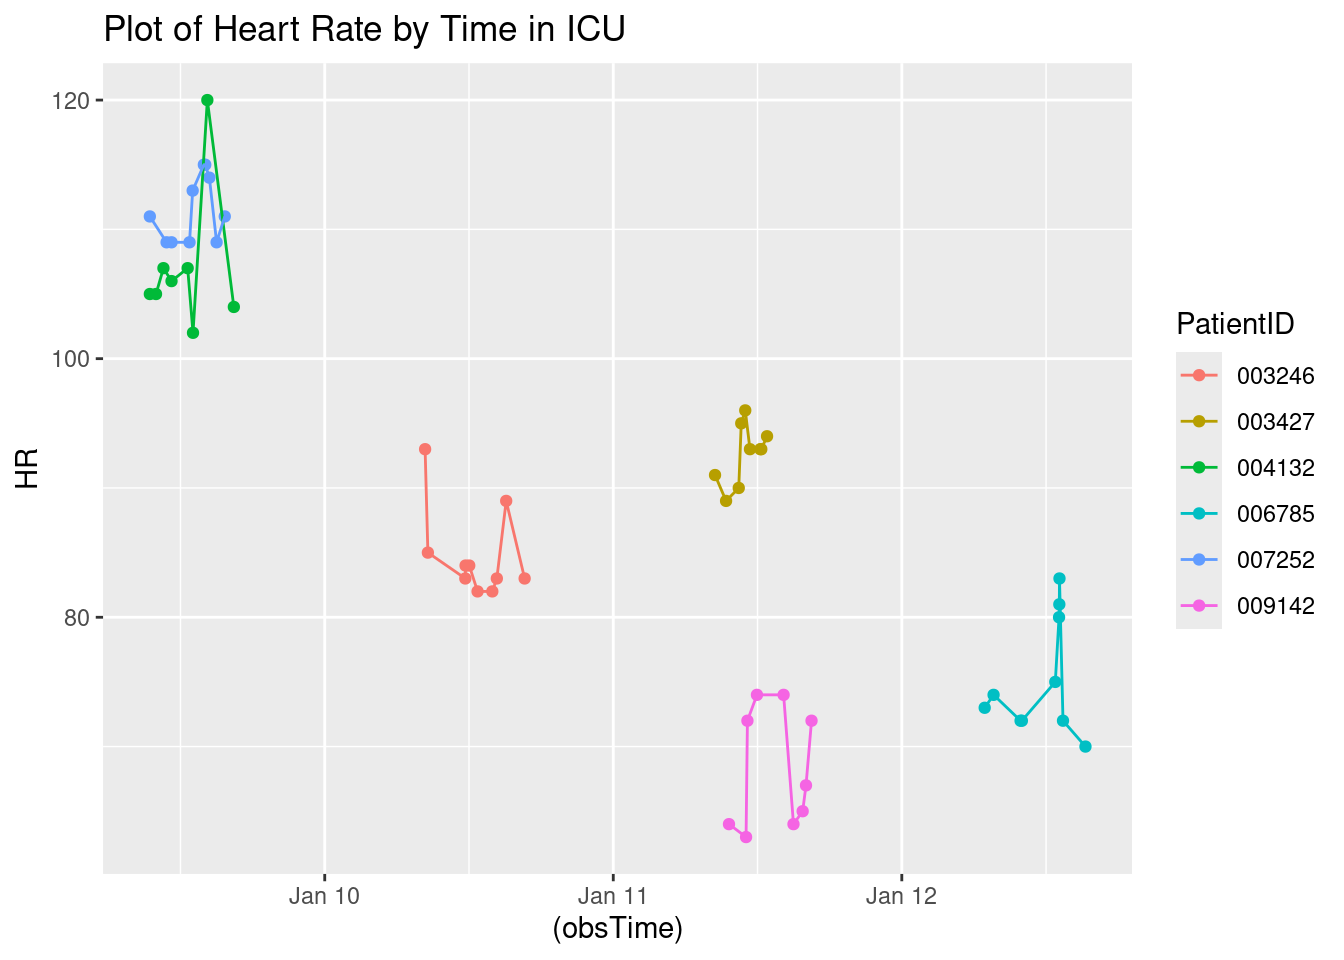 Plot of Heart Rate by Time in ICU
120
100
80
HR
Jan 10
Jan 11
Jan 12
(obsTime)
PatientID
003246
003427
004132
006785
007252
009142